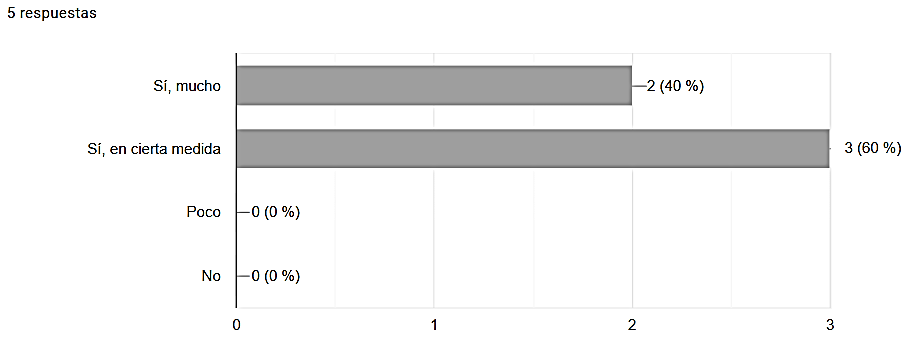 5 respuestas
Sí, mucho 2 (40 %)
Sí, en cierta medida 3 (60 %)
Poco 0 (0 %)
No 0 (0 %)
0 1 2 3